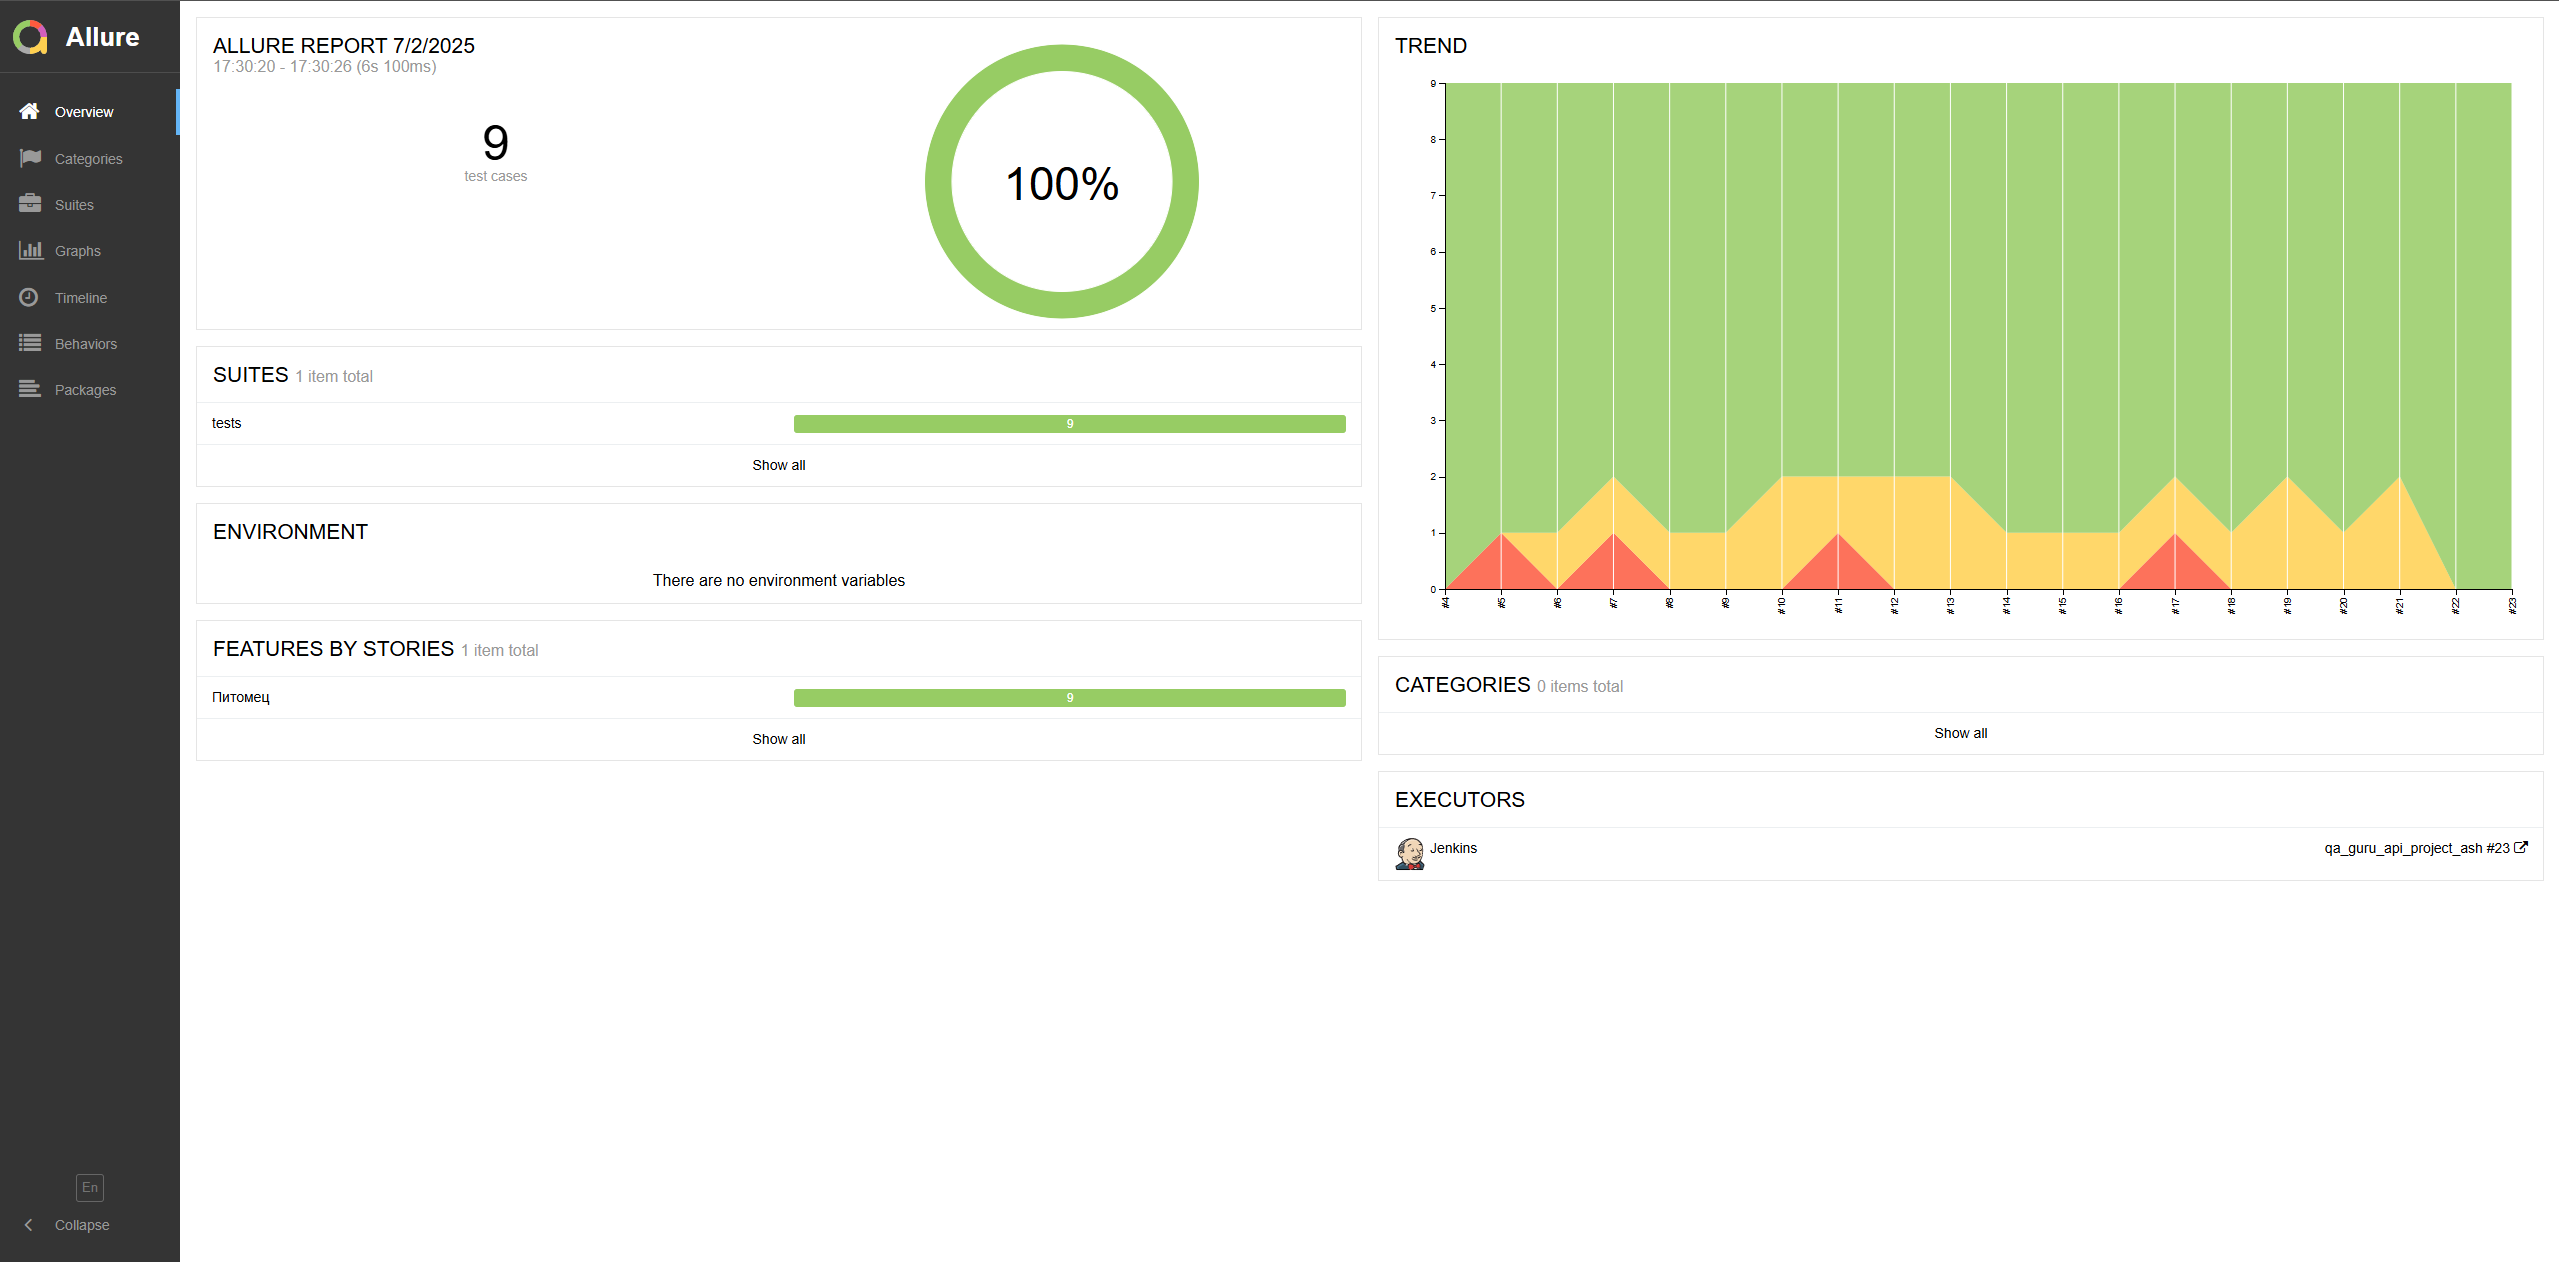 Allure
Overview
Categories
Suites
Graphs
Timeline
Behaviors
Packages
En
Collapse
ALLURE REPORT 7/2/2025
17:30:20 - 17:30:26 (6s 100ms)
9
test cases
100%
SUITES 1 item total
tests 9
Show all
ENVIRONMENT
There are no environment variables
FEATURES BY STORIES 1 item total
Питомец 9
Show all
TREND
9
8
7
6
5
4
3
2
1
0
#4 #5 #6 #7 #8 #9 #10 #11 #12 #13 #14 #15 #16 #17 #18 #19 #20 #21 #22 #23
CATEGORIES 0 items total
Show all
EXECUTORS
Jenkins qa_guru_api_project_ash #23